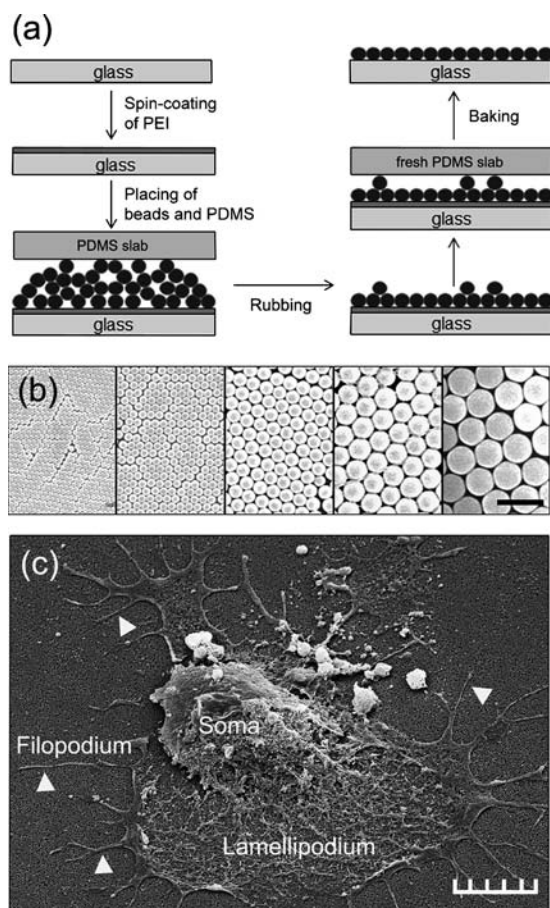 (a)
glass
Spin-coating
of PEI
glass
Placing of
beads and PDMS
PDMS slab
glass
Rubbing
glass
fresh PDMS slab
glass
Baking
glass
(b)
(c)
Soma
Filopodium
Lamellipodium